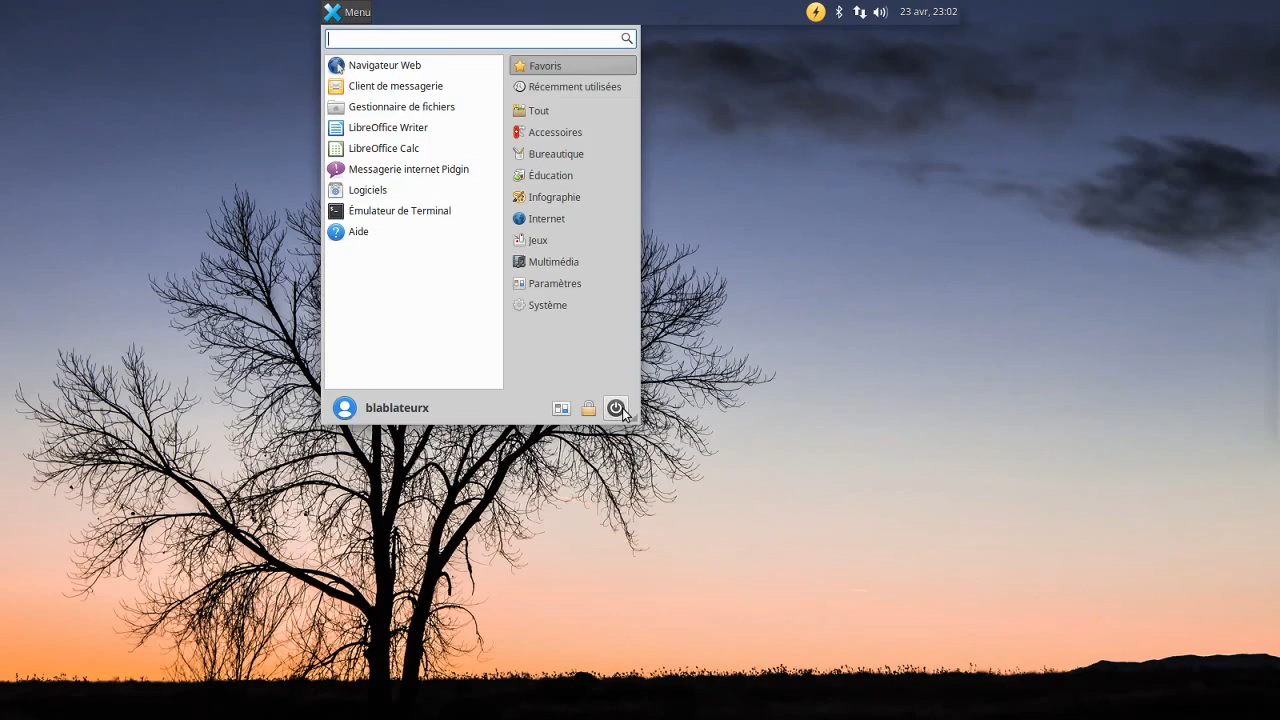 Menu
23 avr, 23:02
Navigateur Web
Client de messagerie
Gestionnaire de fichiers
LibreOffice Writer
LibreOffice Calc
Messagerie internet Pidgin
Logiciels
Émulateur de Terminal
Aide
Favoris
Récemment utilisées
Tout
Accessoires
Bureautique
Éducation
Infographie
Internet
Jeux
Multimédia
Paramètres
Système
blablateurx